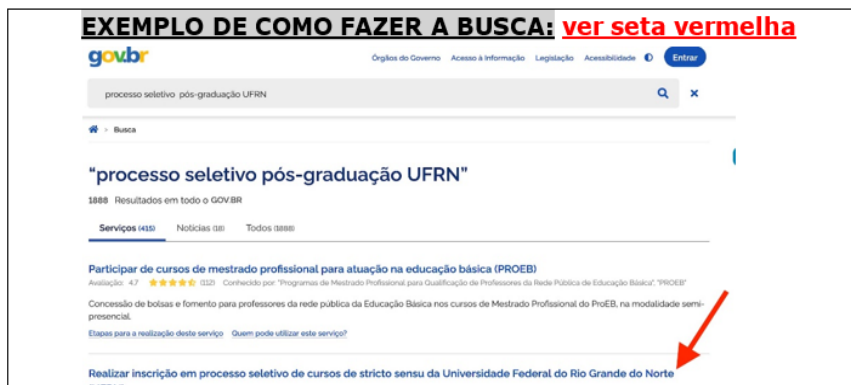 EXEMPLO DE COMO FAZER A BUSCA: ver seta vermelha
gov.br
Órgãos do Governo Acesso à Informação Legislação Acessibilidade Entrar
processo seletivo pós-graduação UFRN
> Busca
"processo seletivo pós-graduação UFRN"
1888 Resultados em todo o GOV.BR
Serviços (415) Notícias (18) Todos (1888)
Participar de cursos de mestrado profissional para atuação na educação básica (PROEB)
Avaliação: 4.7 (112) Conhecido por: "Programas de Mestrado Profissional para Qualificação de Professores da Rede Pública de Educação Básica", "PROEB"
Concessão de bolsas e fomento para professores da rede pública da Educação Básica nos cursos de Mestrado Profissional do ProEB, na modalidade semi-
presencial.
Etapas para a realização deste serviço Quem pode utilizar este serviço?
Realizar inscrição em processo seletivo de cursos de stricto sensu da Universidade Federal do Rio Grande do Norte